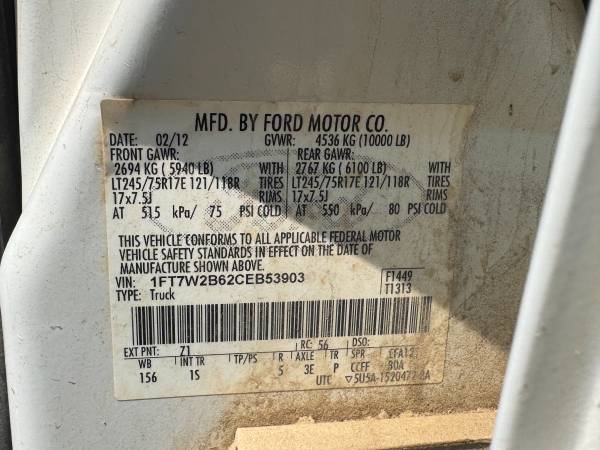 MFD. BY FORD MOTOR CO.
DATE: 02/12 GVWR: 4536 KG (10000 LB)
FRONT GAWR: REAR GAWR:
2694 KG ( 5940 LB) WITH 2767 KG ( 6100 LB) WITH
LT245/75R17E 121/118R TIRES LT245/75R17E 121/118R TIRES
17x7.5J RIMS 17x7.5J RIMS
AT 515 kPa/ 75 PSI COLD AT 550 kPa/ 80 PSI COLD
THIS VEHICLE CONFORMS TO ALL APPLICABLE FEDERAL MOTOR
VEHICLE SAFETY STANDARDS IN EFFECT ON THE DATE OF
MANUFACTURE SHOWN ABOVE.
VIN: 1FT7W2B62CEB53903 F1449
TYPE: Truck T1313
EXT PNT: Z1 RC: 56 DSO:
WB INT TR TP/PS R AXLE TR SPR
156 1S 5 3E P CCFF
UTC